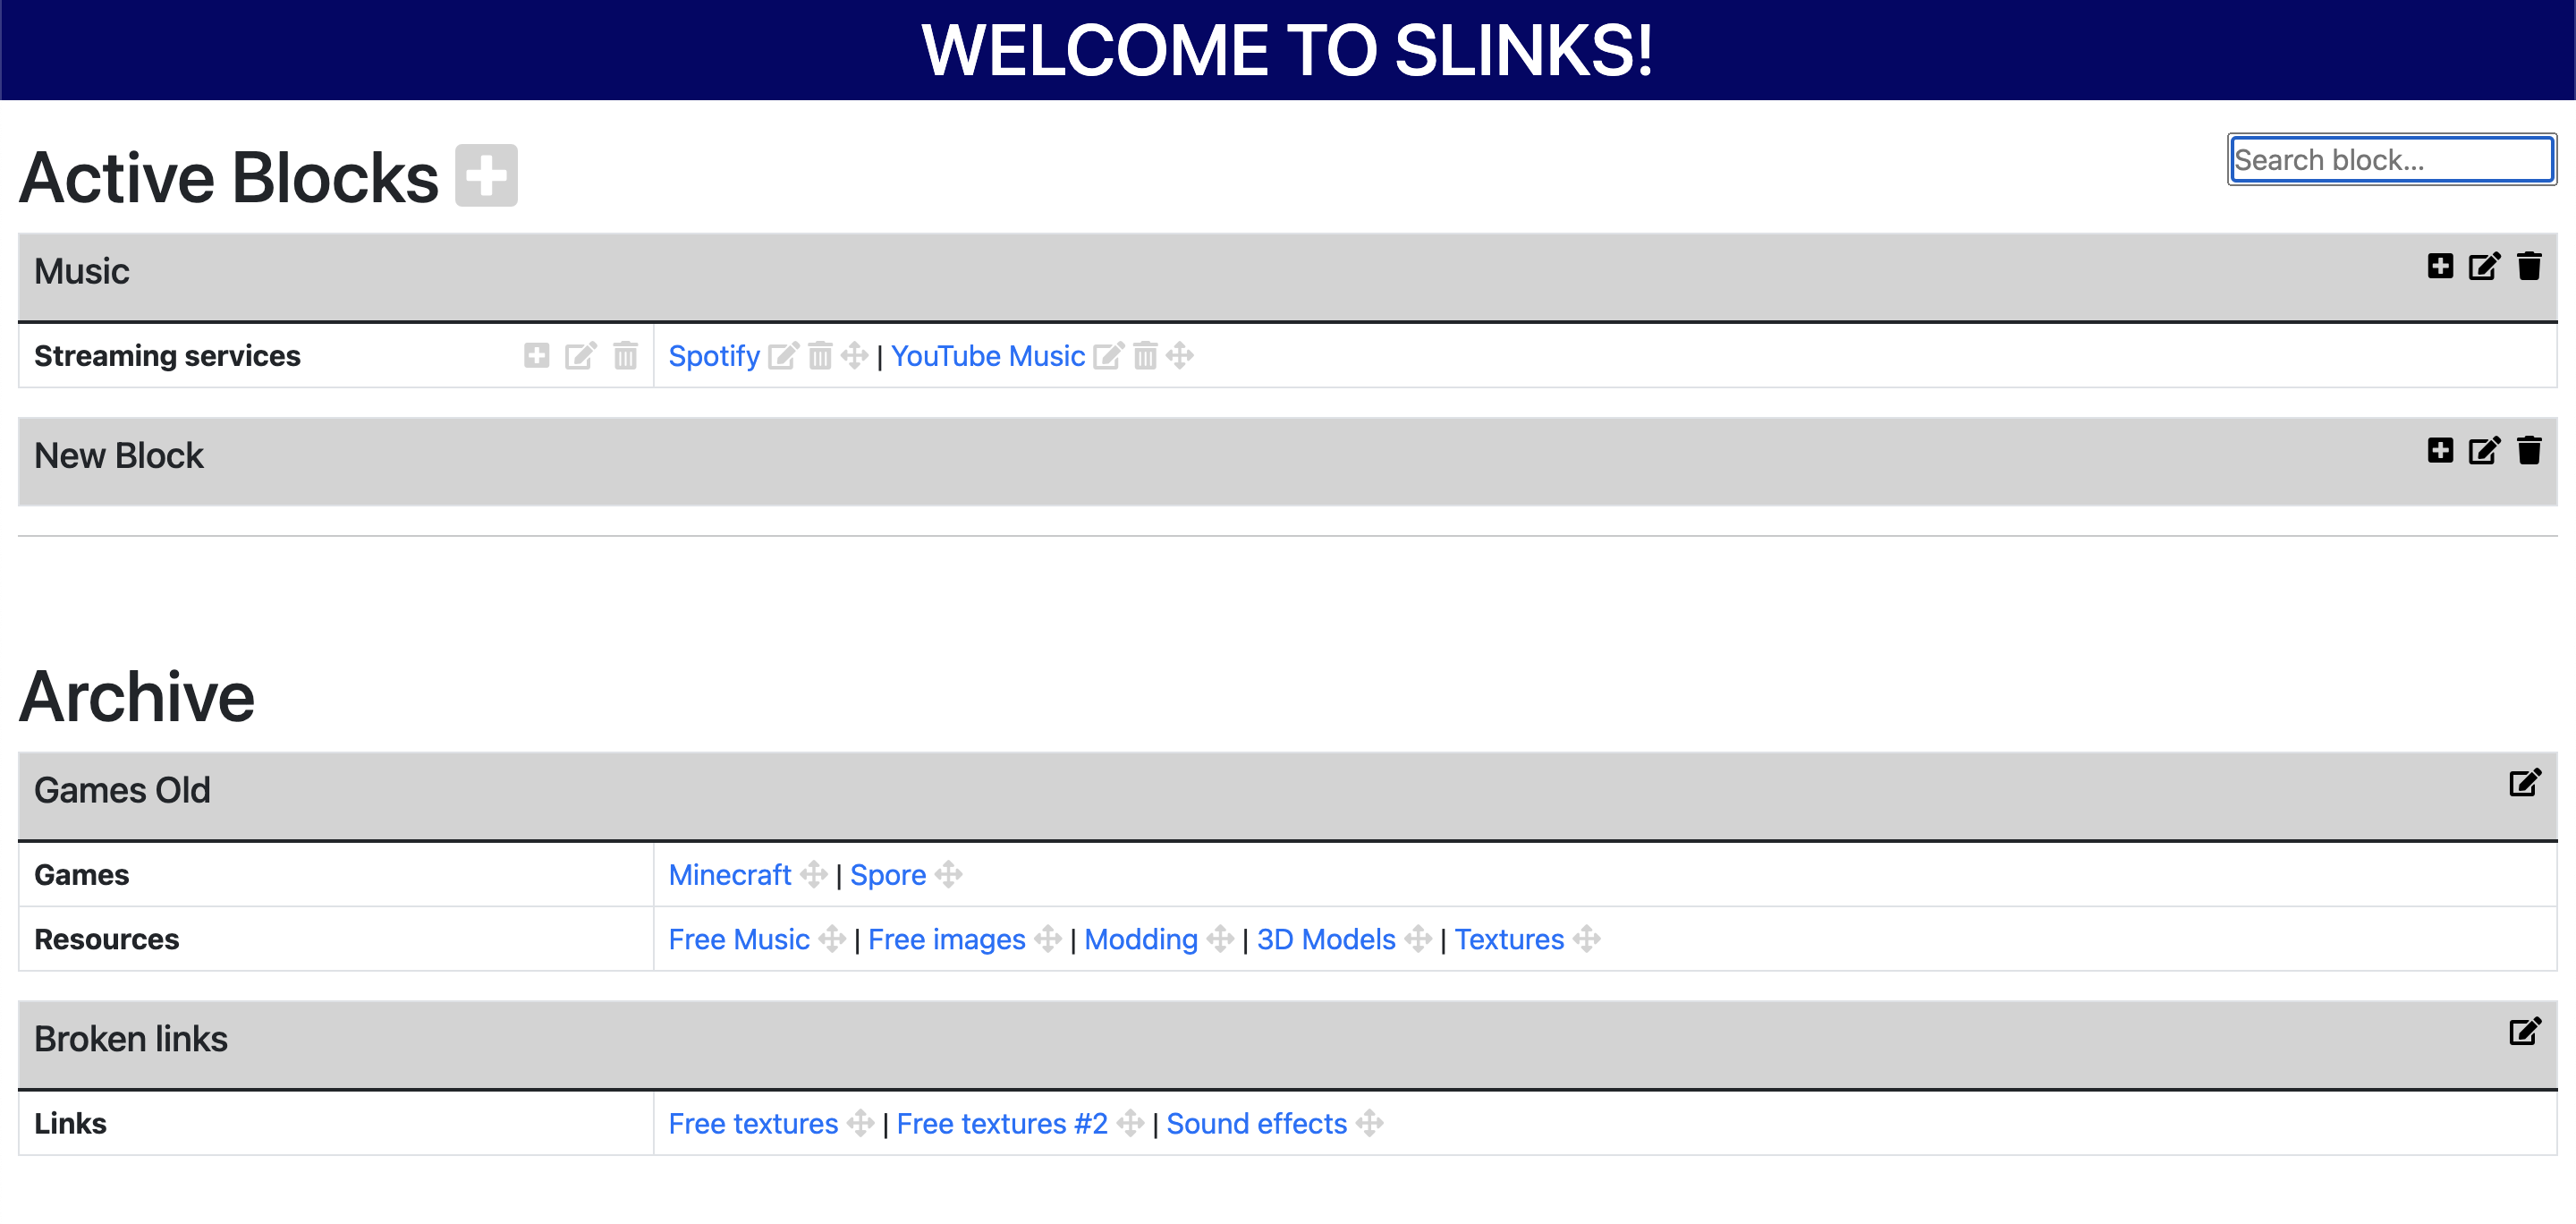 WELCOME TO SLINKS!
Active Blocks
Search block...
Music
Streaming services Spotify | YouTube Music
New Block
Archive
Games Old
Games Minecraft | Spore
Resources Free Music | Free images | Modding | 3D Models | Textures
Broken links
Links Free textures | Free textures #2 | Sound effects